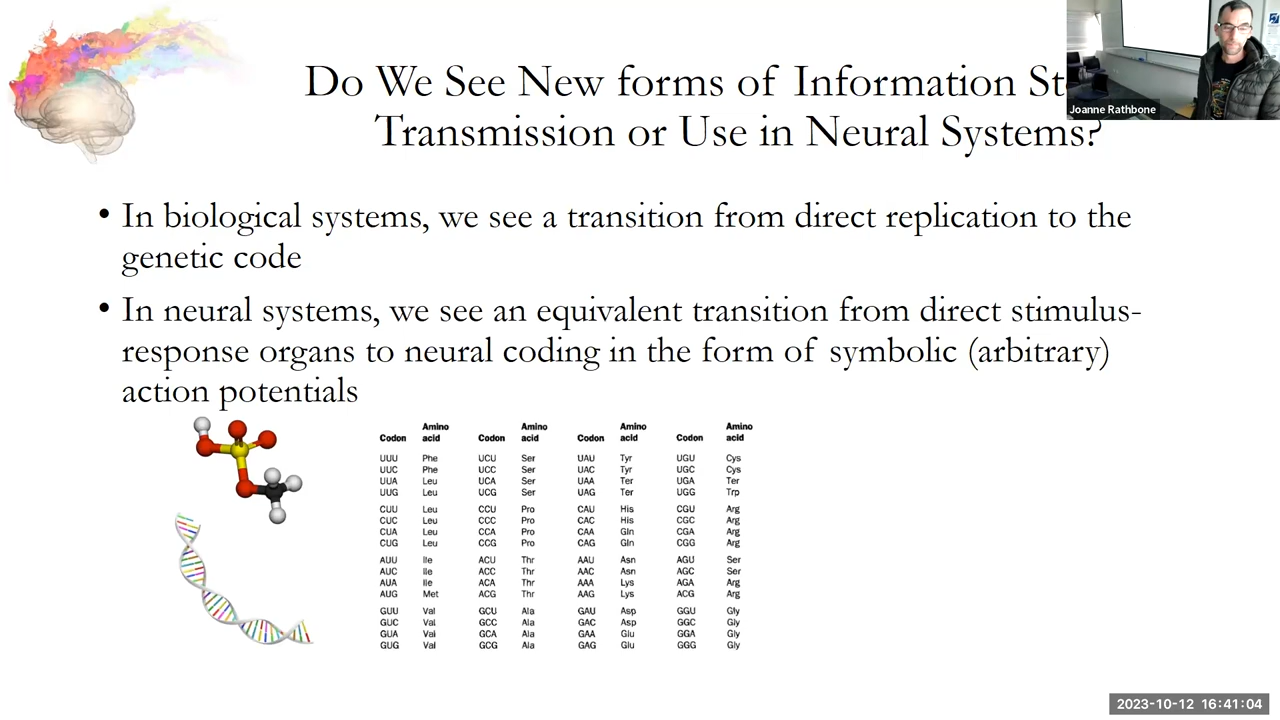 Do We See New forms of Information St
Transmission or Use in Neural Systems?
Joanne Rathbone
• In biological systems, we see a transition from direct replication to the
genetic code
• In neural systems, we see an equivalent transition from direct stimulus-
response organs to neural coding in the form of symbolic (arbitrary)
action potentials
Codon Amino acid Codon Amino acid Codon Amino acid Codon Amino acid
UUU Phe UCU Ser UAU Tyr UGU Cys
UUC Phe UCC Ser UAC Tyr UGC Cys
UUA Leu UCA Ser UAA Ter UGA Ter
UUG Leu UCG Ser UAG Ter UGG Trp
CUU Leu CCU Pro CAU His CGU Arg
CUC Leu CCC Pro CAC His CGC Arg
CUA Leu CCA Pro CAA Gln CGA Arg
CUG Leu CCG Pro CAG Gln CGG Arg
AUU Ile ACU Thr AAU Asn AGU Ser
AUC Ile ACC Thr AAC Asn AGC Ser
AUA Ile ACA Thr AAA Lys AGA Arg
AUG Met ACG Thr AAG Lys ACG Arg
GUU Val GCU Ala GAU Asp GGU Gly
GUC Val GCC Ala GAC Asp GGC Gly
GUA Val GCA Ala GAA Glu GGA Gly
GUG Val GCG Ala GAG Glu GGG Gly
2023-10-12 16:41:04